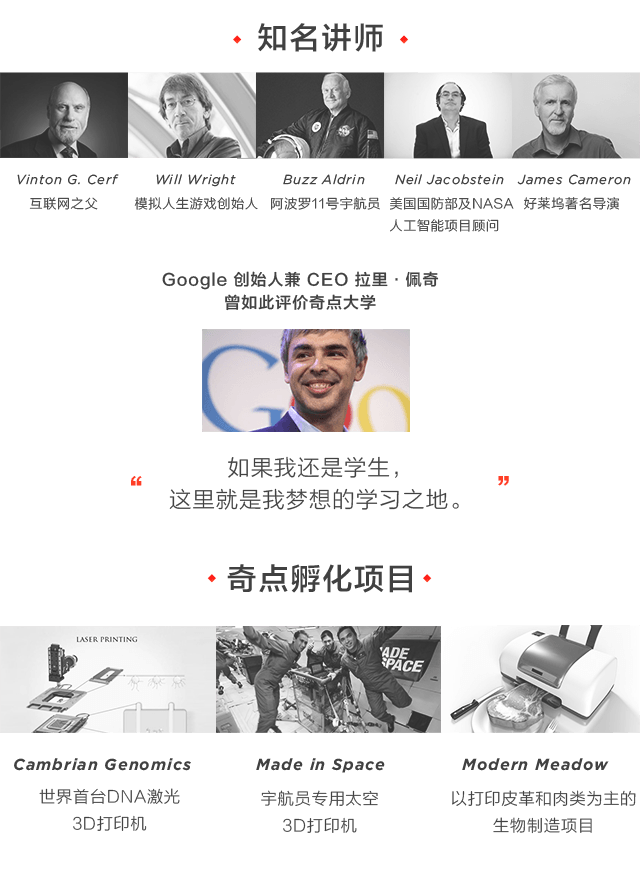 知名讲师
Vinton G. Cerf
互联网之父
Will Wright
模拟人生游戏创始人
Buzz Aldrin
阿波罗11号宇航员
Neil Jacobstein
美国国防部及NASA
人工智能项目顾问
James Cameron
好莱坞著名导演
Google 创始人兼 CEO 拉里·佩奇
曾如此评价奇点大学
Goo
“ 如果我还是学生，
这里就是我梦想的学习之地。 ”
奇点孵化项目
LASER PRINTING
ADE
SPACE
Cambrian Genomics
世界首台DNA激光
3D打印机
Made in Space
宇航员专用太空
3D打印机
Modern Meadow
以打印皮革和肉类为主的
生物制造项目